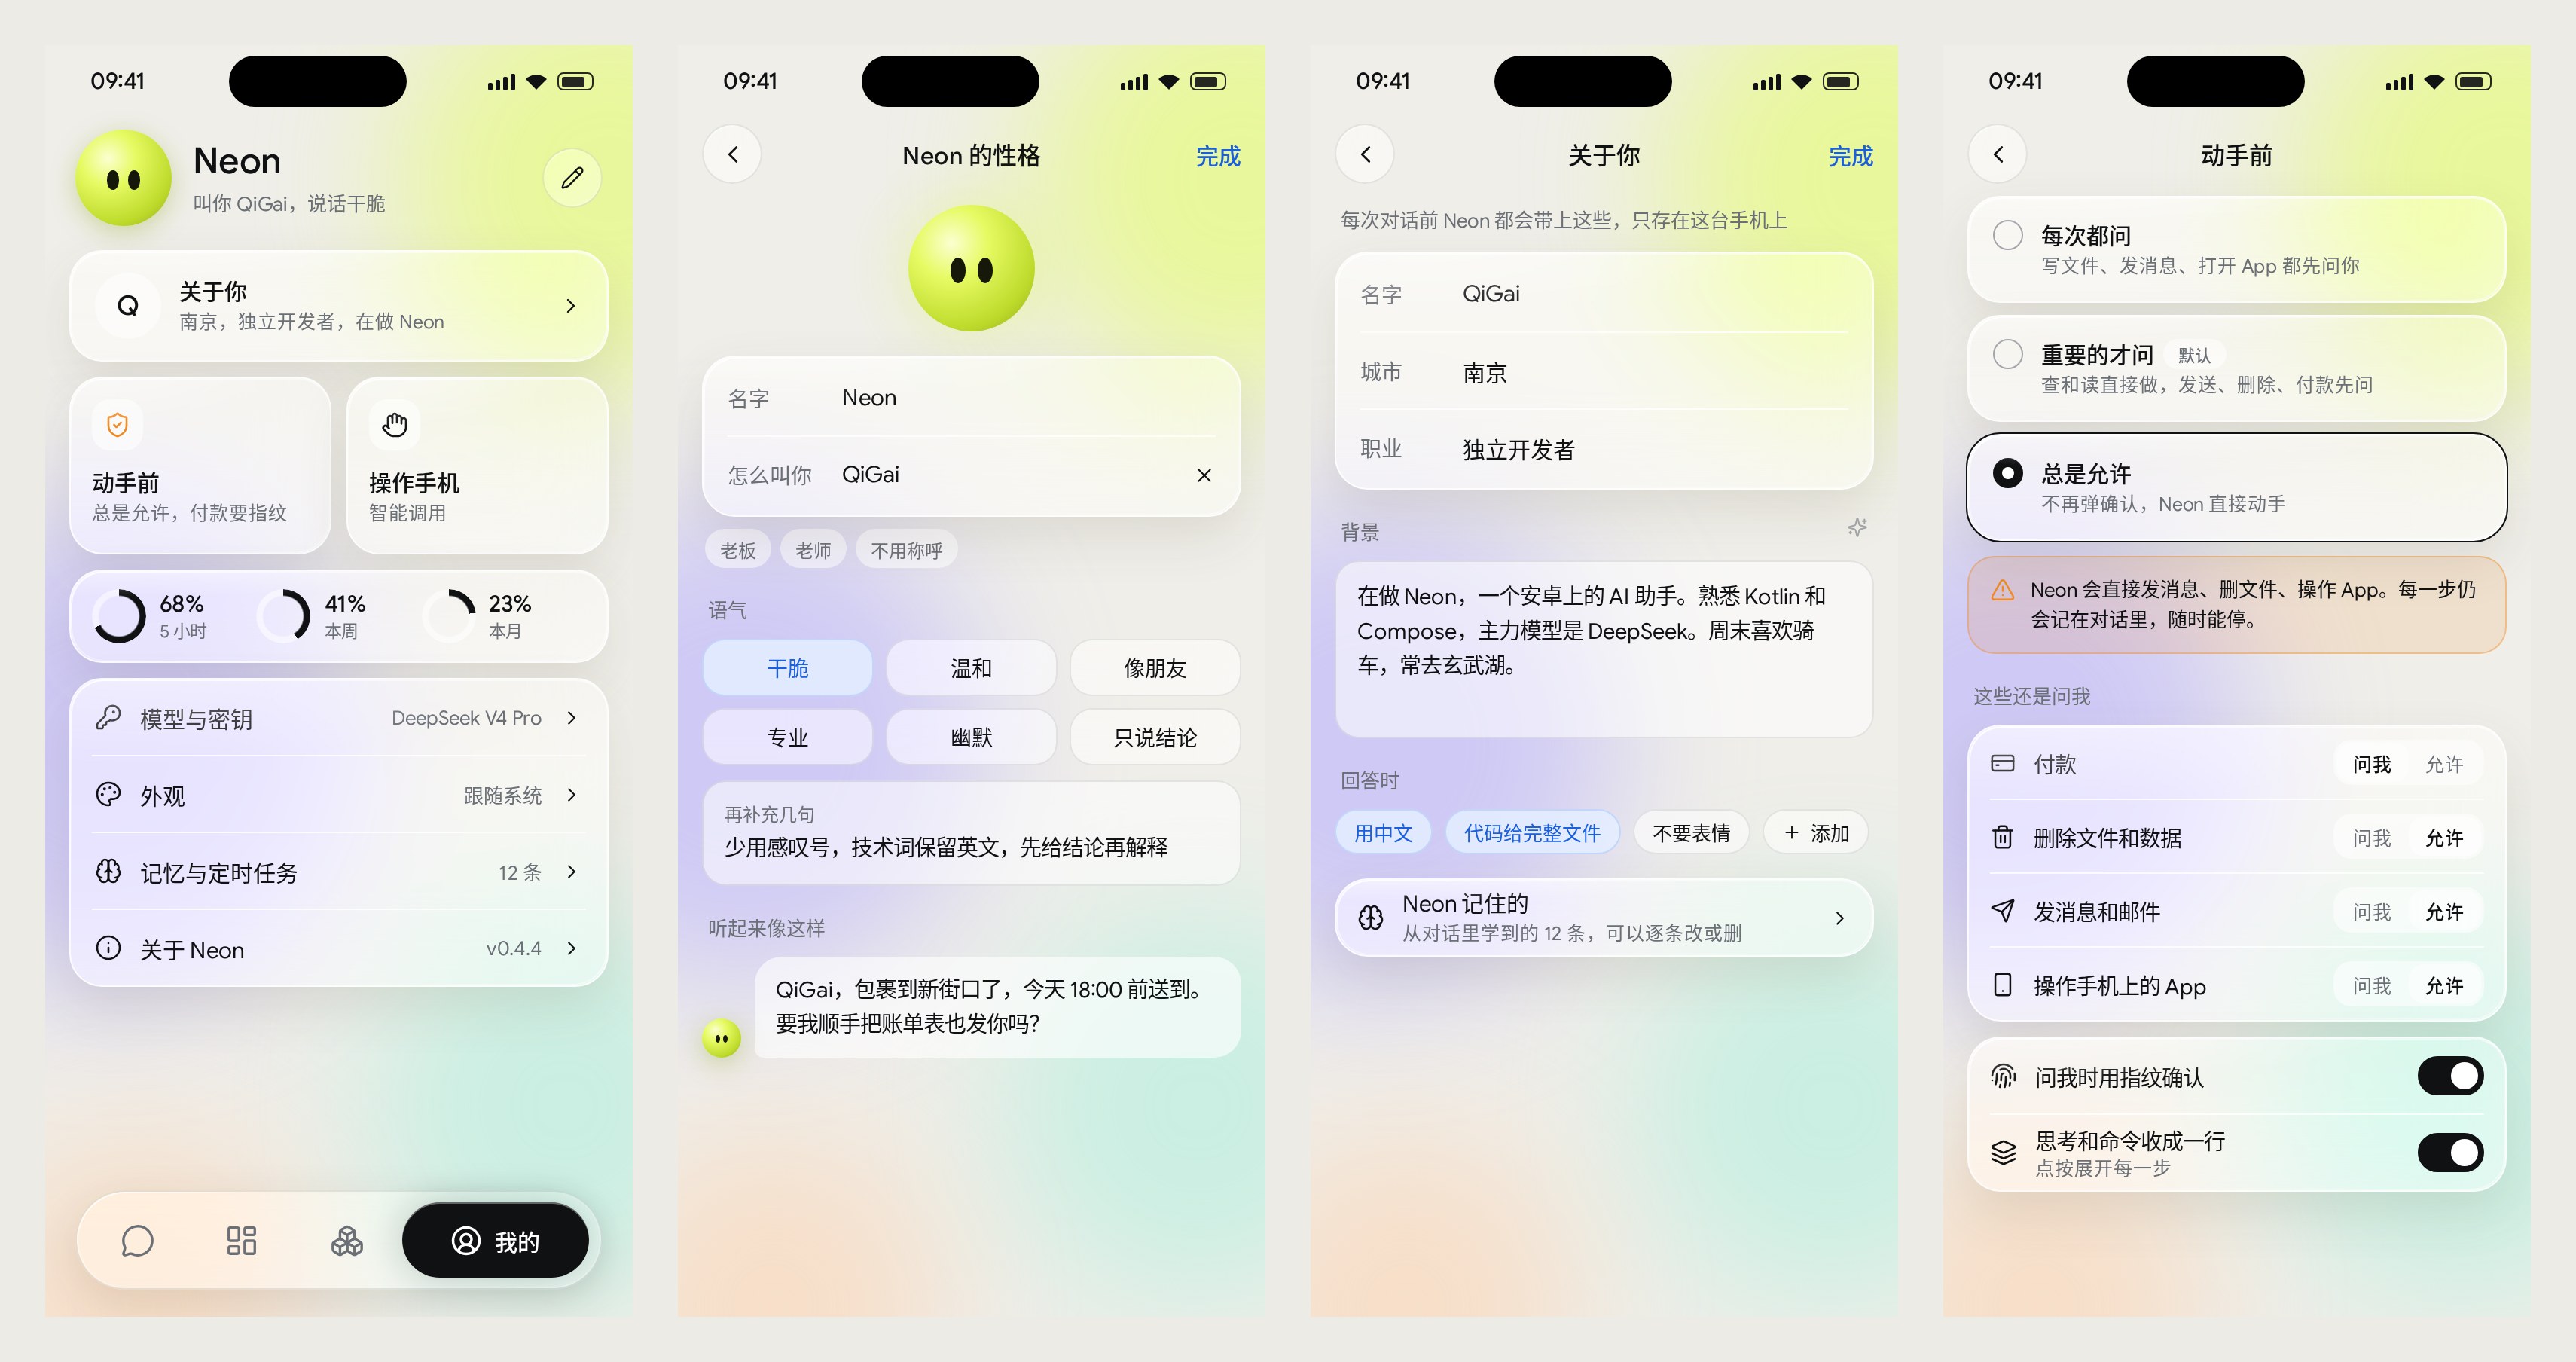 09:41
Neon
叫你 QiGai，说话干脆
Q
关于你
南京，独立开发者，在做 Neon
动手前
总是允许，付款要指纹
操作手机
智能调用
68%
5 小时
41%
本周
23%
本月
模型与密钥
DeepSeek V4 Pro
外观
跟随系统
记忆与定时任务
12 条
关于 Neon
v0.4.4
我的
09:41
Neon 的性格
完成
名字
Neon
怎么叫你
QiGai
老板
老师
不用称呼
语气
干脆
温和
像朋友
专业
幽默
只说结论
再补充几句
少用感叹号，技术词保留英文，先给结论再解释
听起来像这样
QiGai，包裹到新街口了，今天 18:00 前送到。
要我顺手把账单表也发你吗？
09:41
关于你
完成
每次对话前 Neon 都会带上这些，只存在这台手机上
名字
QiGai
城市
南京
职业
独立开发者
背景
在做 Neon，一个安卓上的 AI 助手。熟悉 Kotlin 和
Compose，主力模型是 DeepSeek。周末喜欢骑
车，常去玄武湖。
回答时
用中文
代码给完整文件
不要表情
+ 添加
Neon 记住的
从对话里学到的 12 条，可以逐条改或删
09:41
动手前
每次都问
写文件、发消息、打开 App 都先问你
重要的才问
默认
查和读直接做，发送、删除、付款先问
总是允许
不再弹确认，Neon 直接动手
Neon 会直接发消息、删文件、操作 App。每一步仍
会记在对话里，随时能停。
这些还是问我
付款
问我
允许
删除文件和数据
问我
允许
发消息和邮件
问我
允许
操作手机上的 App
问我
允许
问我时用指纹确认
思考和命令收成一行
点按展开每一步